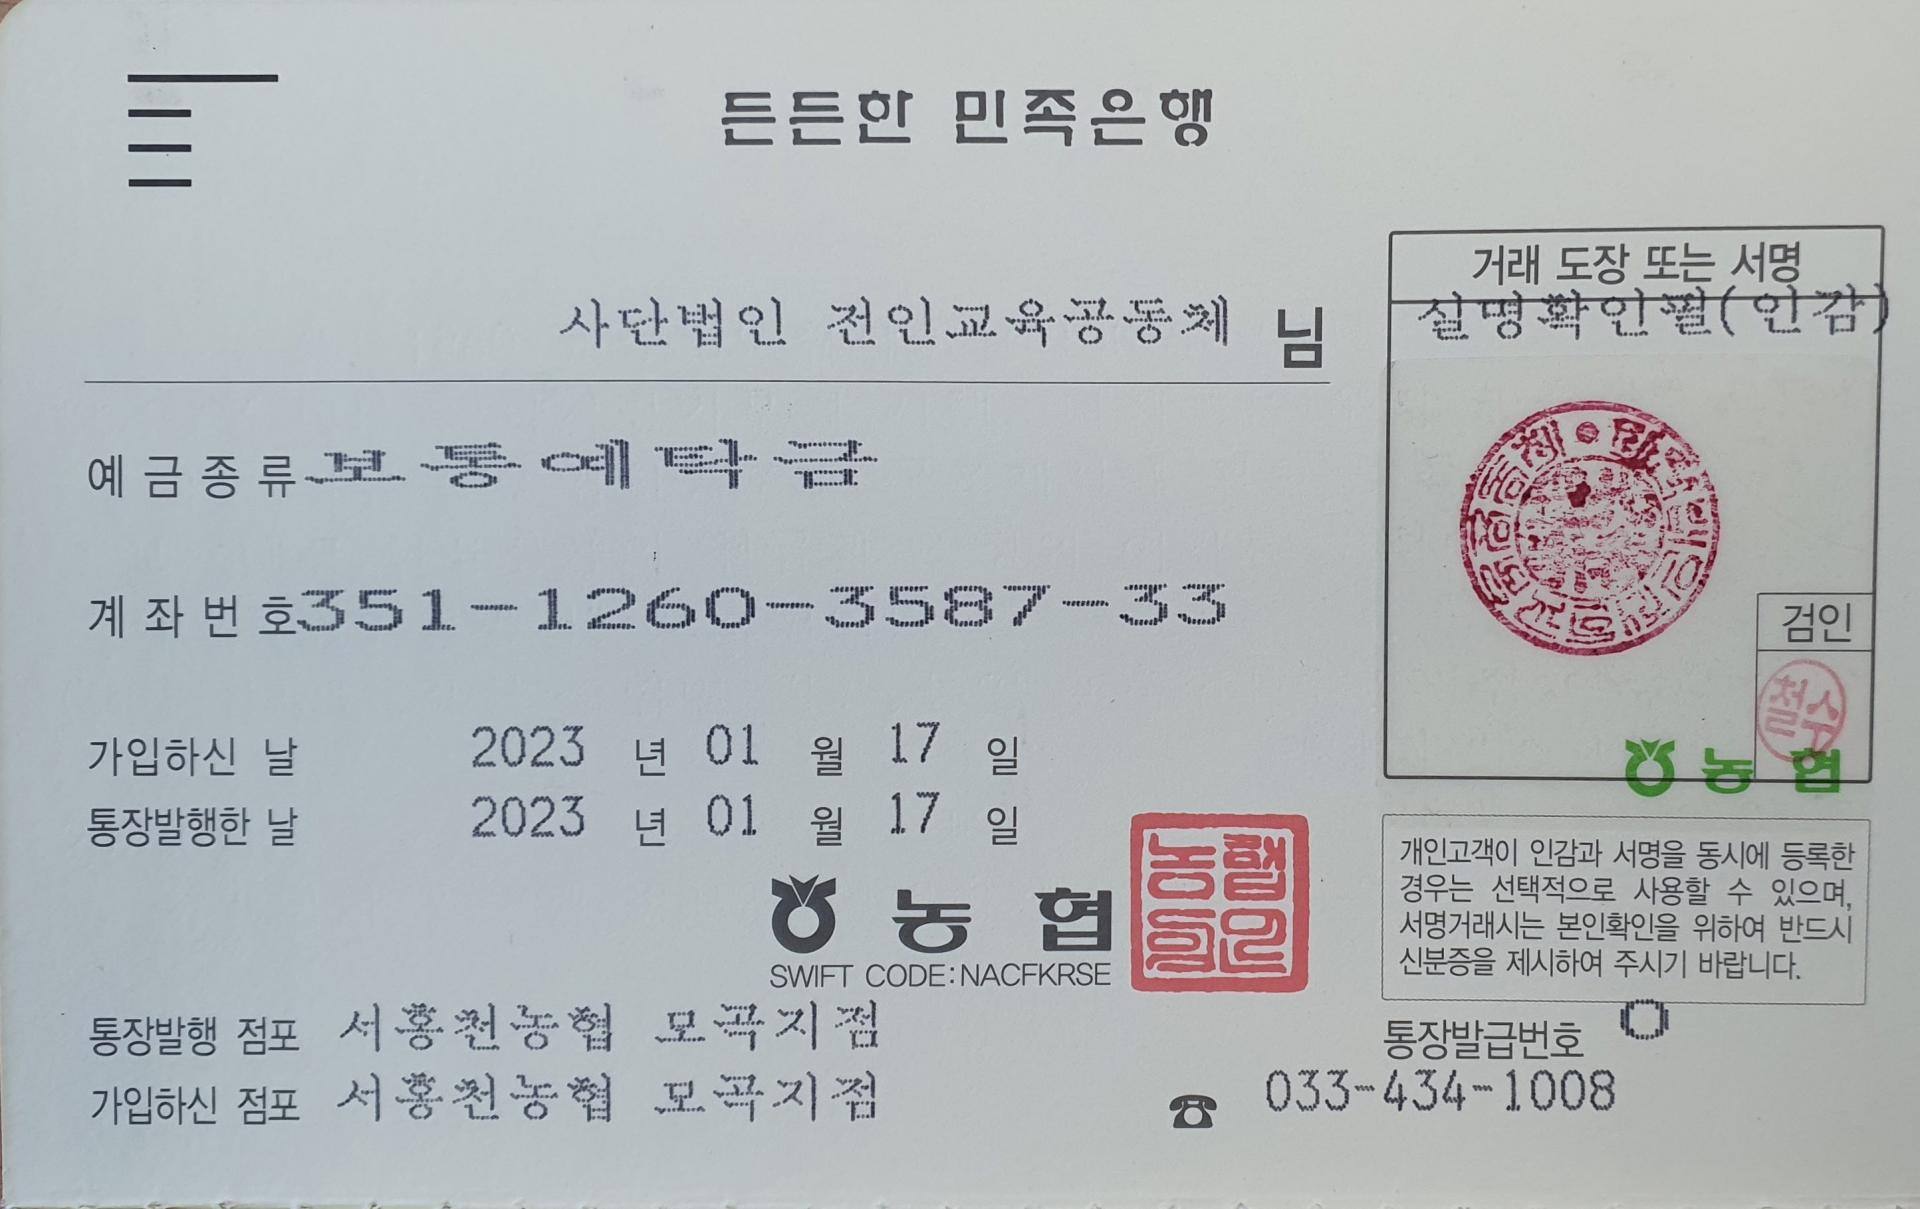 든든한 민족은행
사단법인 전인교육공동체 님
거래 도장 또는 서명
실명확인필(인감)
예금종류 보통예탁금
계좌번호 351-1260-3587-33
검인
철수
가입하신 날 2023 년 01 월 17 일
통장발행한 날 2023 년 01 월 17 일
농협
농협
SWIFT CODE:NACFKRSE
개인고객이 인감과 서명을 동시에 등록한
경우는 선택적으로 사용할 수 있으며,
서명거래시는 본인확인을 위하여 반드시
신분증을 제시하여 주시기 바랍니다.
통장발행 점포 서홍천농협 모곡지점
통장발급번호 0
가입하신 점포 서홍천농협 모곡지점
☎ 033-434-1008